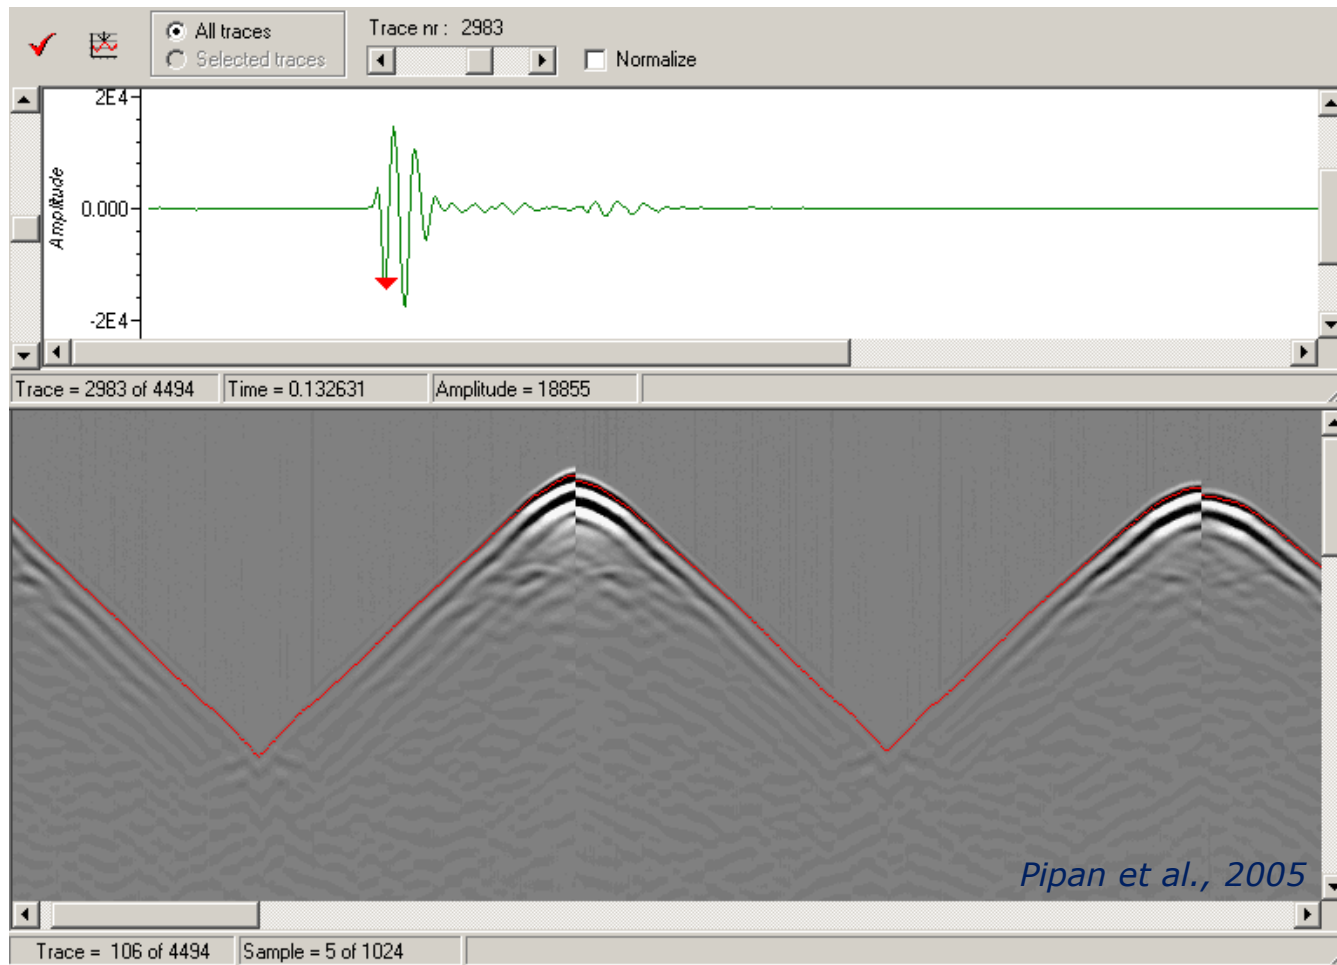 All traces
Selected traces
Trace nr : 2983
Normalize
2E4
Amplitude
0.000
-2E4
Trace = 2983 of 4494 Time = 0.132631 Amplitude = 18855
Pipan et al., 2005
Trace = 106 of 4494 Sample = 5 of 1024